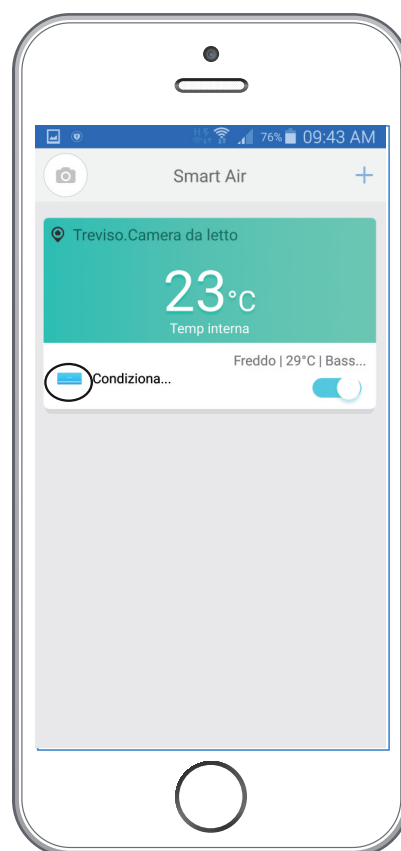 76% 09:43 AM
Smart Air
+
Treviso.Camera da letto
23°C
Temp interna
Freddo | 29°C | Bass...
Condiziona...